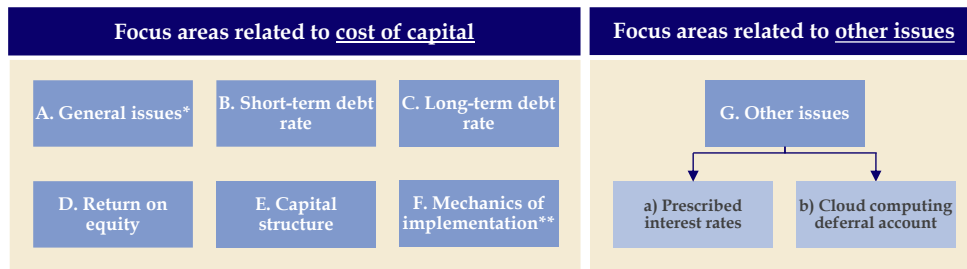 Focus areas related to cost of capital
Focus areas related to other issues
A. General issues*
B. Short-term debt
rate
C. Long-term debt
rate
G. Other issues
D. Return on
equity
E. Capital
structure
F. Mechanics of
implementation**
a) Prescribed
interest rates
b) Cloud computing
deferral account